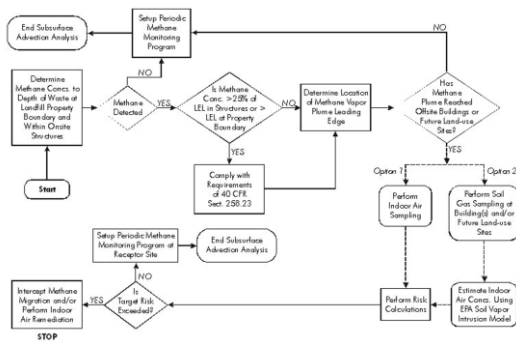 Setup Periodic
Methane
Monitoring
Program
NO
End Subsurface
Advection Analysis
Determine
Methane Concs. to
Depth of Waste at
Landfill Property
Boundary and
Within Onsite
Structures
Start
NO
Methane
Detected
YES
Is Methane
Conc. >25% of
LEL in Structures or >
LEL at Property
Boundary
NO
YES
Determine Location
of Methane Vapor
Plume Leading
Edge
Has
Methane
Plume Reached
Offsite Buildings or
Future Land-use
Sites?
YES
Comply with
Requirements
of 40 CFR
Sect. 258.23
Option 1
Option 2
Perform
Indoor Air
Sampling
Perform Soil
Gas Sampling at
Building(s) and/or
Future Land-use
Sites
Setup Periodic Methane
Monitoring Program at
Receptor Site
End Subsurface
Advection Analysis
NO
Intercept Methane
Migration and/or
Perform Indoor
Air Remediation
YES
Is
Target Risk
Exceeded?
Perform Risk
Calculations
Estimate Indoor
Air Conc. Using
EPA Soil Vapor
Intrusion Model
STOP